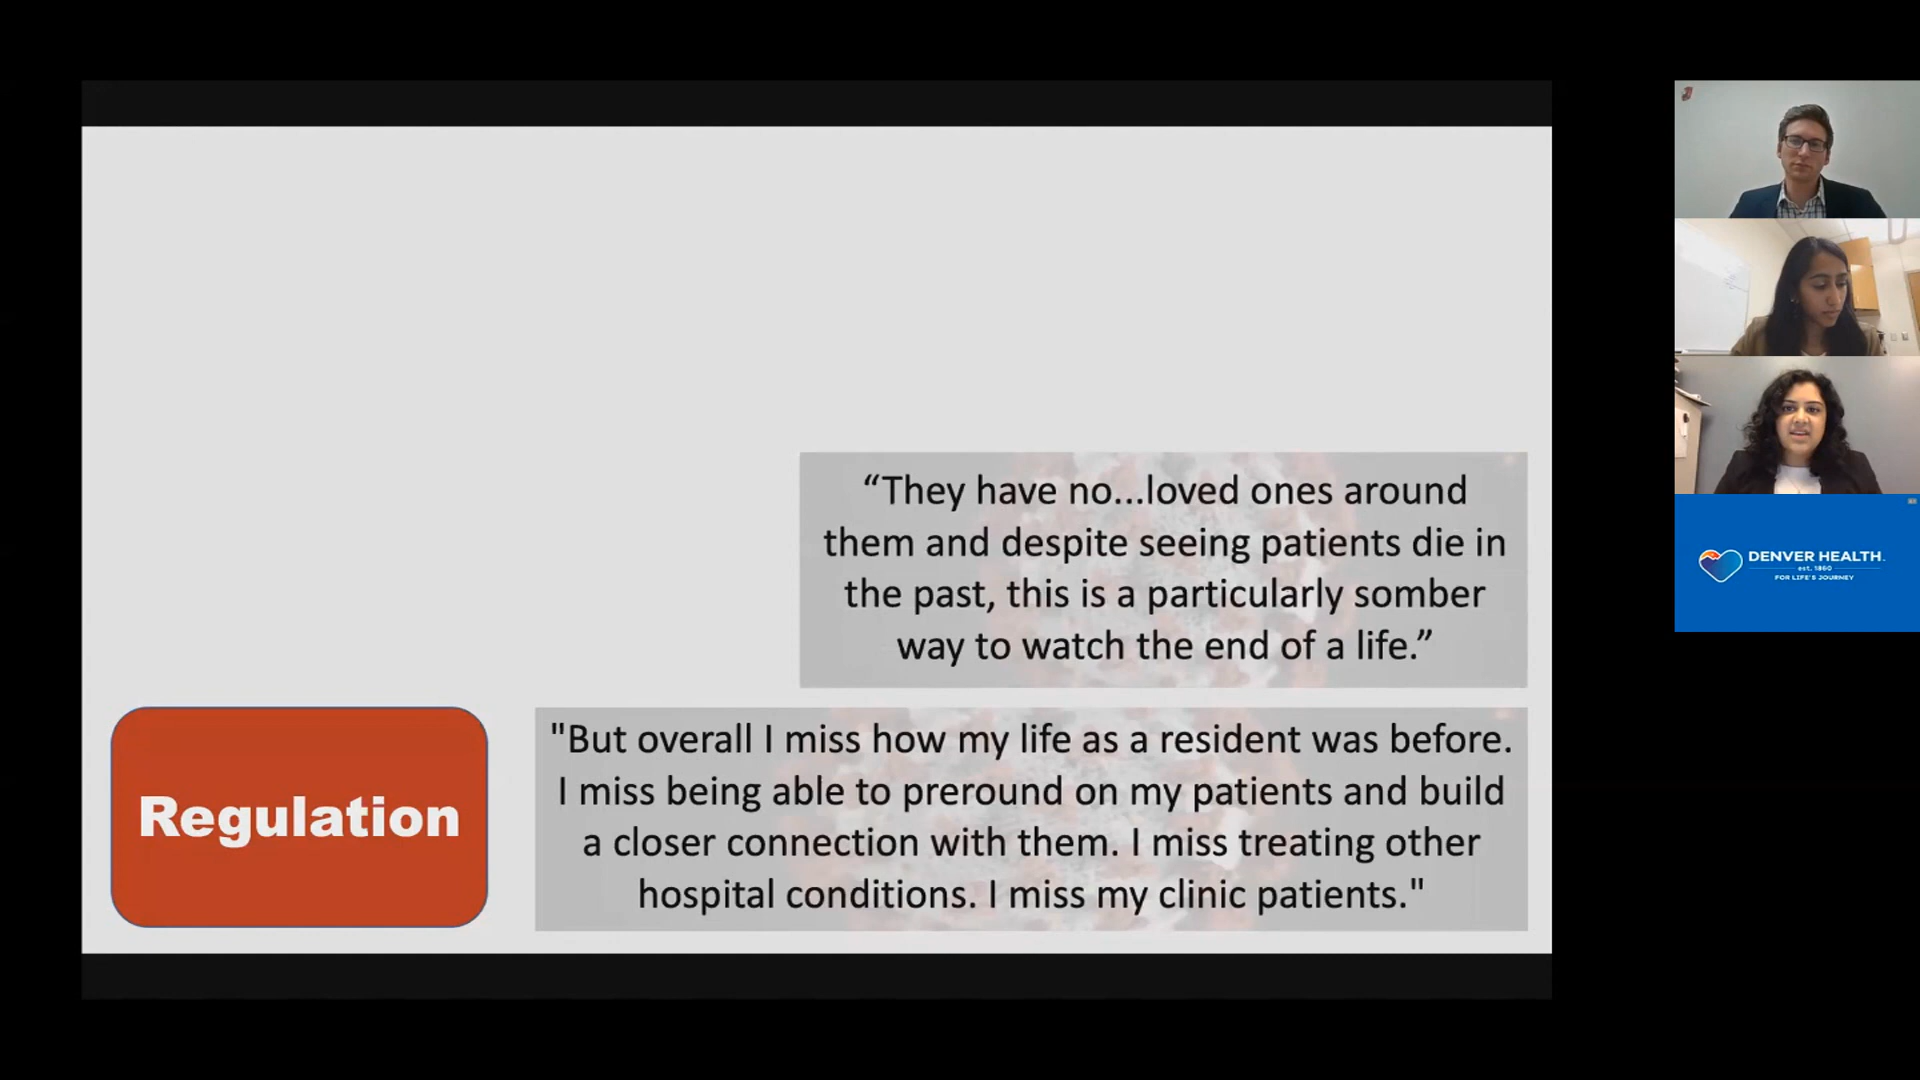 “They have no...loved ones around
them and despite seeing patients die in
the past, this is a particularly somber
way to watch the end of a life.”
Regulation
"But overall I miss how my life as a resident was before.
I miss being able to preround on my patients and build
a closer connection with them. I miss treating other
hospital conditions. I miss my clinic patients."
DENVER HEALTH
est. 1860
FOR LIFE'S JOURNEY